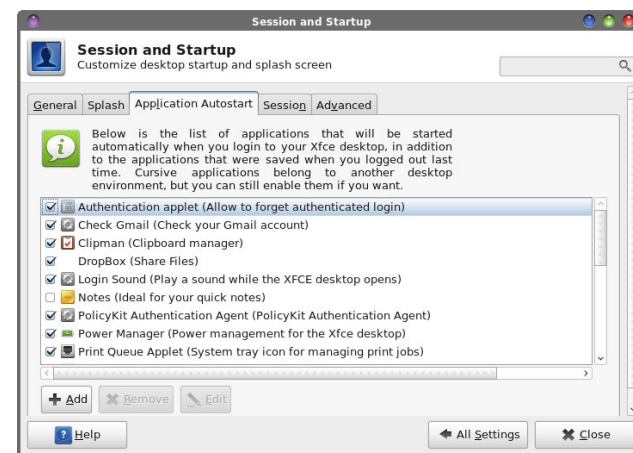 Session and Startup
Session and Startup
Customize desktop startup and splash screen
General Splash Application Autostart Session Advanced
Below is the list of applications that will be started
automatically when you login to your Xfce desktop, in addition
to the applications that were saved when you logged out last
time. Cursive applications belong to another desktop
environment, but you can still enable them if you want.
Authentication applet (Allow to forget authenticated login)
Check Gmail (Check your Gmail account)
Clipman (Clipboard manager)
DropBox (Share Files)
Login Sound (Play a sound while the XFCE desktop opens)
Notes (Ideal for your quick notes)
PolicyKit Authentication Agent (PolicyKit Authentication Agent)
Power Manager (Power management for the Xfce desktop)
Print Queue Applet (System tray icon for managing print jobs)
Add Remove Edit
Help All Settings Close